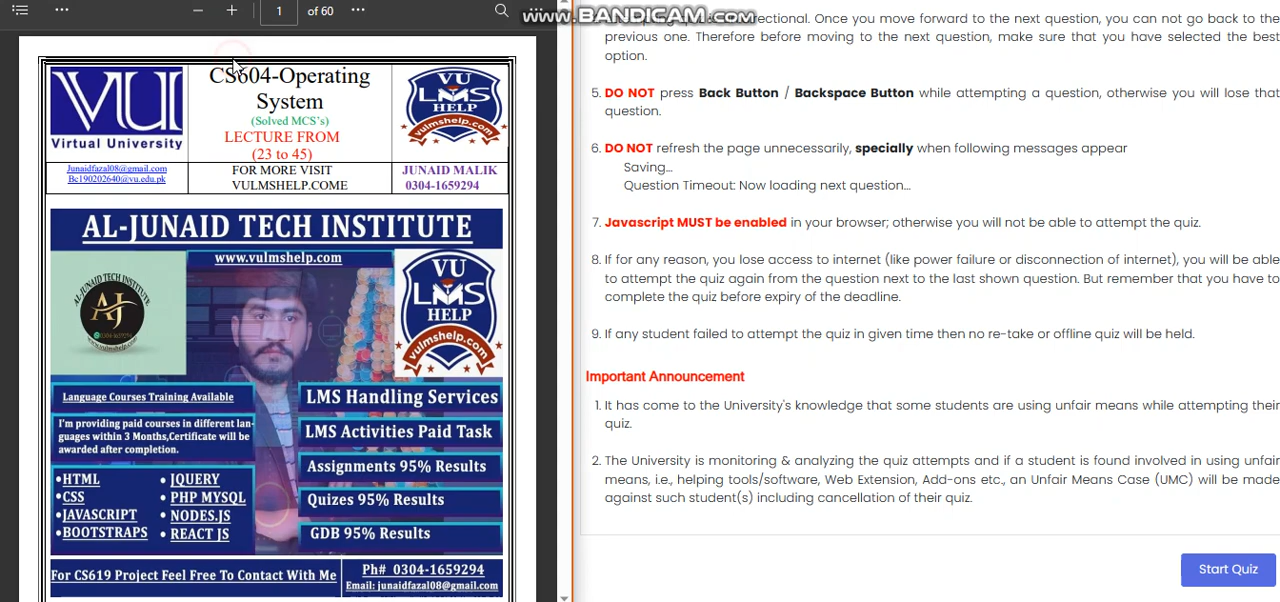 1 of 60
www.BANDICAM.com
VU
Virtual University
CS604-Operating
System
(Solved MCS's)
LECTURE FROM
(23 to 45)
VU
LMS
HELP
vulmshelp.com
Junaidfazal08@gmail.com
Bc190202640@vu.edu.pk
FOR MORE VISIT
VULMSHELP.COME
JUNAID MALIK
0304-1659294
AL-JUNAID TECH INSTITUTE
www.vulmshelp.com
AL-JUNAID TECH INSTITUTE
AJ
VU
LMS
HELP
vulmshelp.com
Language Courses Training Available
I'm providing paid courses in different lan-
guages within 3 Months,Certificate will be
awarded after completion.
•HTML
•CSS
•JAVASCRIPT
•BOOTSTRAPS
• JQUERY
• PHP MYSQL
• NODES.JS
• REACT JS
LMS Handling Services
LMS Activities Paid Task
Assignments 95% Results
Quizes 95% Results
GDB 95% Results
For CS619 Project Feel Free To Contact With Me
Ph# 0304-1659294
Email: junaidfazal08@gmail.com
directional. Once you move forward to the next question, you can not go back to the
previous one. Therefore before moving to the next question, make sure that you have selected the best
option.
5. DO NOT press Back Button / Backspace Button while attempting a question, otherwise you will lose that
question.
6. DO NOT refresh the page unnecessarily, specially when following messages appear
Saving...
Question Timeout: Now loading next question...
7. Javascript MUST be enabled in your browser; otherwise you will not be able to attempt the quiz.
8. If for any reason, you lose access to internet (like power failure or disconnection of internet), you will be able
to attempt the quiz again from the question next to the last shown question. But remember that you have to
complete the quiz before expiry of the deadline.
9. If any student failed to attempt the quiz in given time then no re-take or offline quiz will be held.
Important Announcement
1. It has come to the University's knowledge that some students are using unfair means while attempting their
quiz.
2. The University is monitoring & analyzing the quiz attempts and if a student is found involved in using unfair
means, i.e., helping tools/software, Web Extension, Add-ons etc., an Unfair Means Case (UMC) will be made
against such student(s) including cancellation of their quiz.
Start Quiz